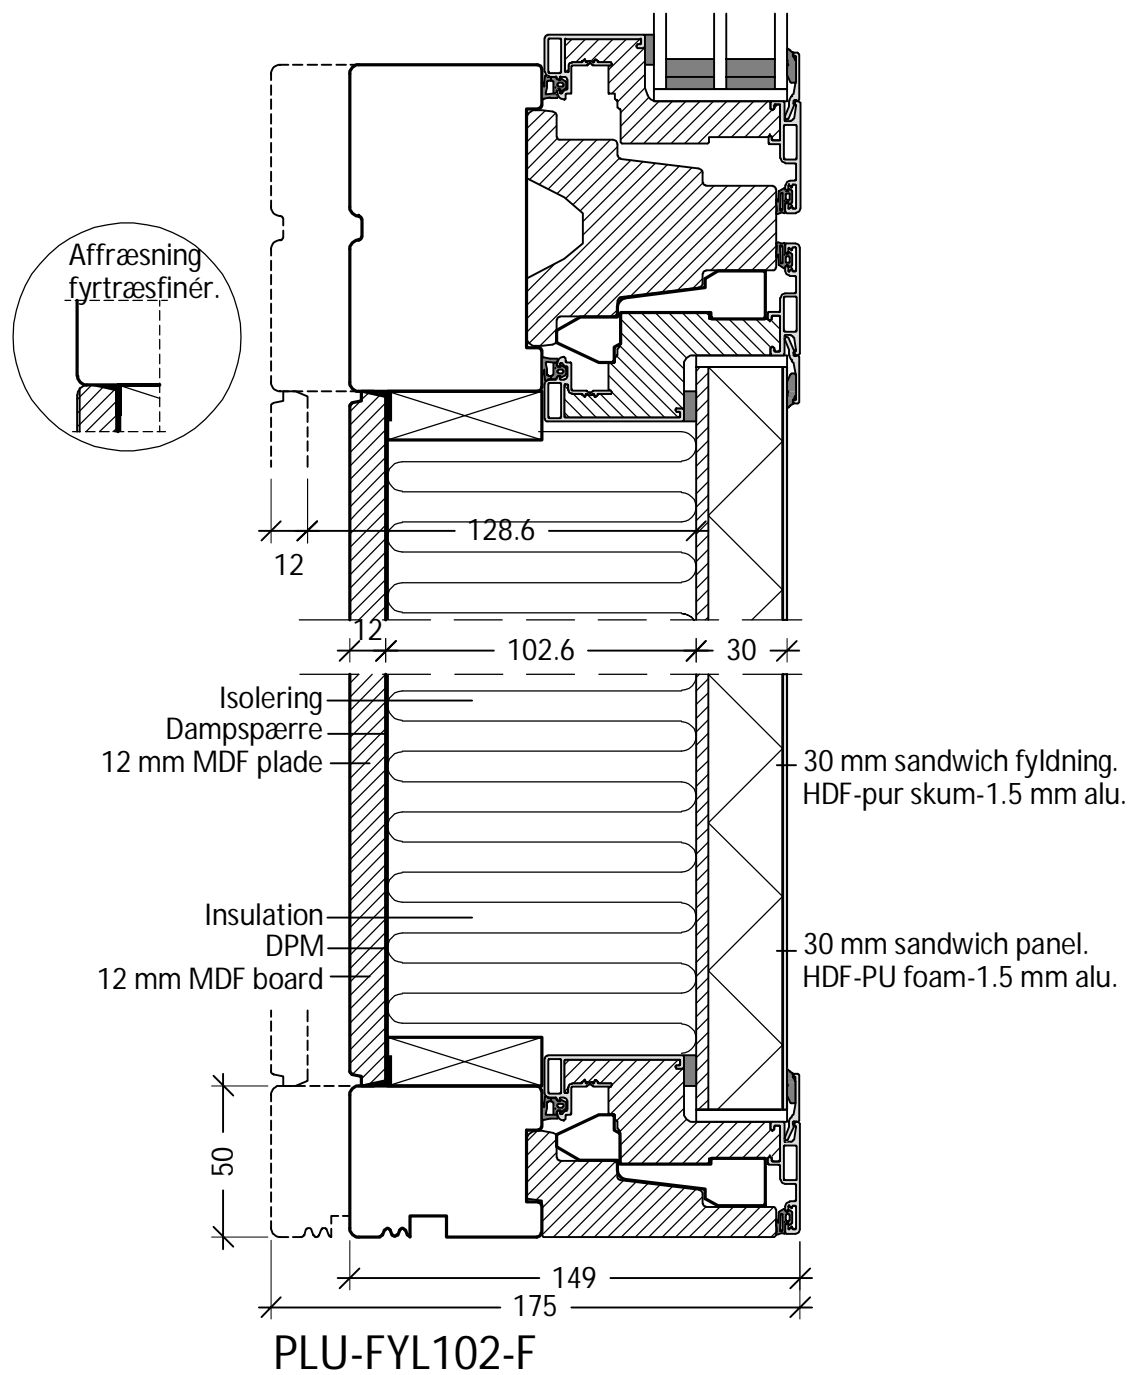 Affræsning
fyrtræsfinér.
128.6
12
12
102.6
30
Isolering
Dampspærre
12 mm MDF plade
30 mm sandwich fyldning.
HDF-pur skum-1.5 mm alu.
Insulation
DPM
12 mm MDF board
30 mm sandwich panel.
HDF-PU foam-1.5 mm alu.
50
149
175
PLU-FYL102-F